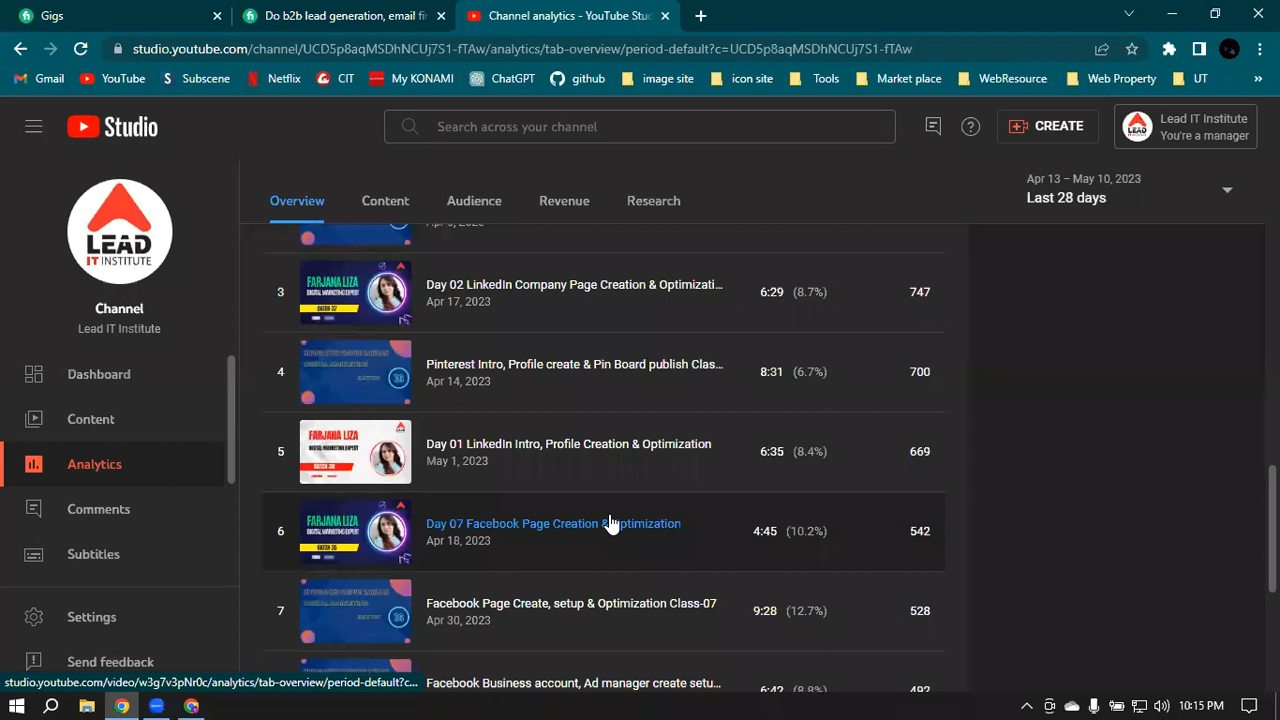 Gigs
Do b2b lead generation, email fi
Channel analytics - YouTube Stu
studio.youtube.com/channel/UCD5p8aqMSDhNCUj7S1-fTAw/analytics/tab-overview/period-default?c=UCD5p8aqMSDhNCUj7S1-fTAw
Gmail YouTube Subscene Netflix CIT My KONAMI ChatGPT github image site icon site Tools Market place WebResource Web Property UT »
Studio
Search across your channel
CREATE
Lead IT Institute
You're a manager
LEAD
IT INSTITUTE
Channel
Lead IT Institute
Dashboard
Content
Analytics
Comments
Subtitles
Settings
Send feedback
Overview Content Audience Revenue Research
Apr 13 – May 10, 2023
Last 28 days
3 Day 02 LinkedIn Company Page Creation & Optimizati... 6:29 (8.7%) 747
Apr 17, 2023
FARJANA LIZA
DIGITAL MARKETING EXPERT
4 Pinterest Intro, Profile create & Pin Board publish Clas... 8:31 (6.7%) 700
Apr 14, 2023
5 Day 01 LinkedIn Intro, Profile Creation & Optimization 6:35 (8.4%) 669
May 1, 2023
FARJANA LIZA
DIGITAL MARKETING EXPERT
6 Day 07 Facebook Page Creation & Optimization 4:45 (10.2%) 542
Apr 18, 2023
FARJANA LIZA
DIGITAL MARKETING EXPERT
7 Facebook Page Create, setup & Optimization Class-07 9:28 (12.7%) 528
Apr 30, 2023
Facebook Business account, Ad manager create setu... 6:42 (8.8%) 492
studio.youtube.com/video/w3g7v3pNr0c/analytics/tab-overview/period-default?c...
10:15 PM